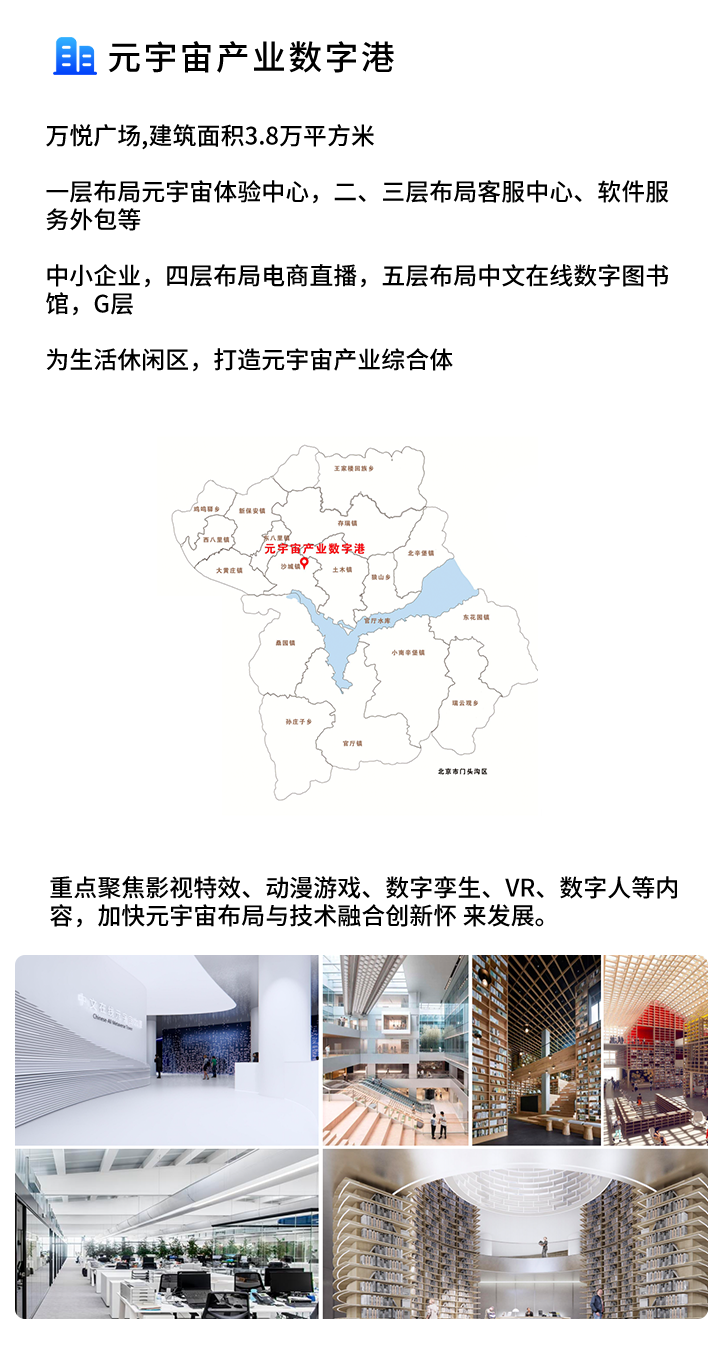 元宇宙产业数字港
万悦广场,建筑面积3.8万平方米
一层布局元宇宙体验中心，二、三层布局客服中心、软件服
务外包等
中小企业，四层布局电商直播，五层布局中文在线数字图书
馆，G层
为生活休闲区，打造元宇宙产业综合体
王家楼回族乡
鸡鸣驿乡
新保安镇
存瑞镇
西八里镇
东八里镇
元宇宙产业数字港
北辛堡镇
大黄庄镇
沙城镇
土木镇
狼山乡
官厅水库
东花园镇
桑园镇
小南辛堡镇
瑞云观乡
孙庄子乡
官厅镇
北京市门头沟区
重点聚焦影视特效、动漫游戏、数字孪生、VR、数字人等内
容，加快元宇宙布局与技术融合创新怀 来发展。